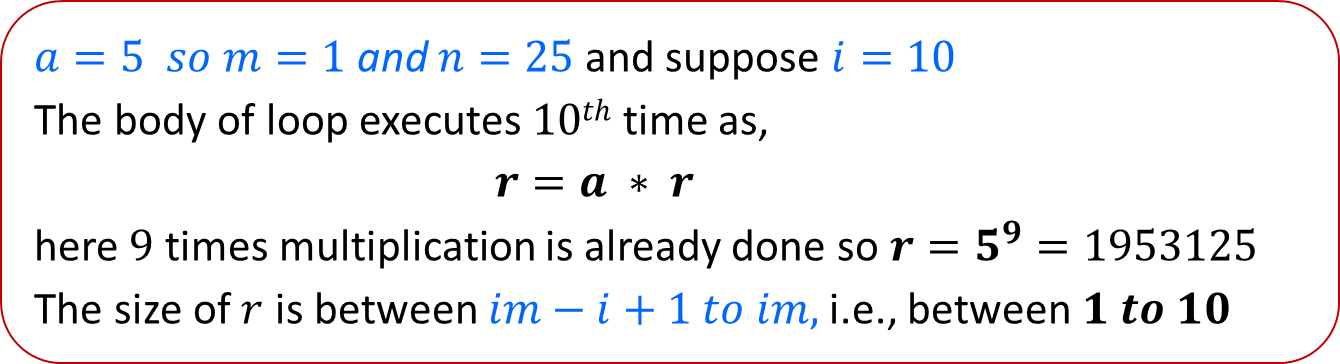 a = 5 so m = 1 and n = 25 and suppose i = 10
The body of loop executes 10th time as,
r = a * r
here 9 times multiplication is already done so r = 5⁹ = 1953125
The size of r is between im − i + 1 to im, i.e., between 1 to 10